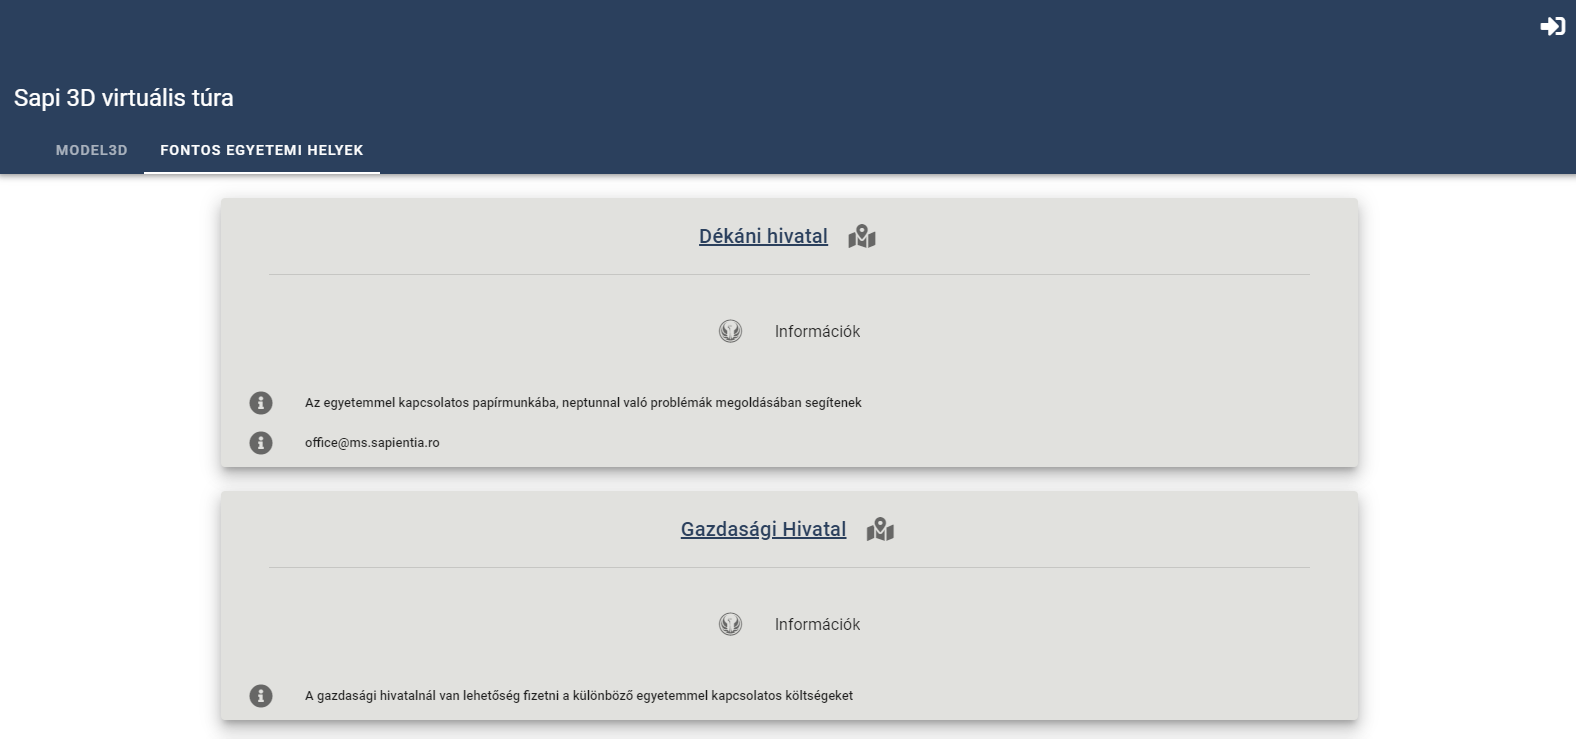 Sapi 3D virtuális túra
MODEL3D FONTOS EGYETEMI HELYEK
Dékáni hivatal
Információk
Az egyetemmel kapcsolatos papírmunkába, neptunnal való problémák megoldásában segítenek
office@ms.sapientia.ro
Gazdasági Hivatal
Információk
A gazdasági hivatalnál van lehetőség fizetni a különböző egyetemmel kapcsolatos költségeket